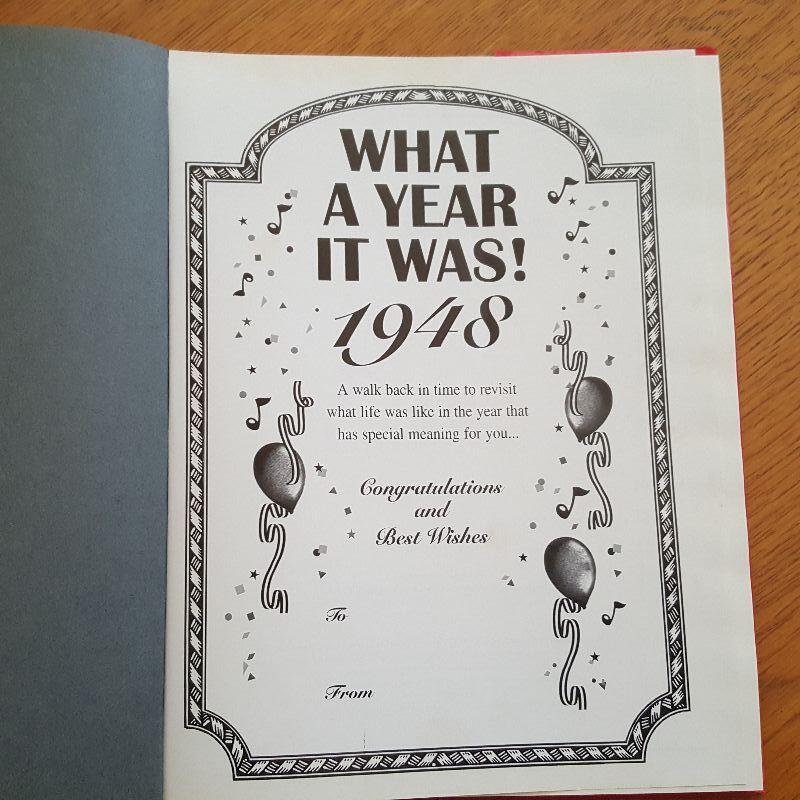 WHAT
A YEAR
IT WAS!
1948
A walk back in time to revisit
what life was like in the year that
has special meaning for you...
Congratulations
and
Best Wishes
To
From